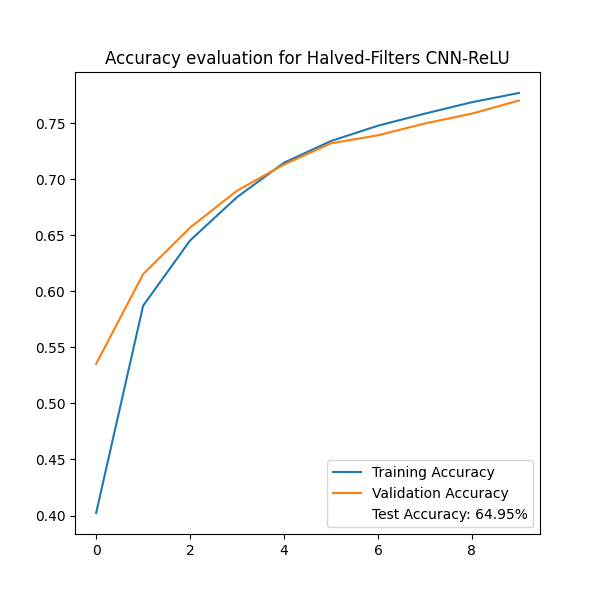 Accuracy evaluation for Halved-Filters CNN-ReLU
0.75
0.70
0.65
0.60
0.55
0.50
0.45
0.40
Training Accuracy
Validation Accuracy
Test Accuracy: 64.95%
0 2 4 6 8